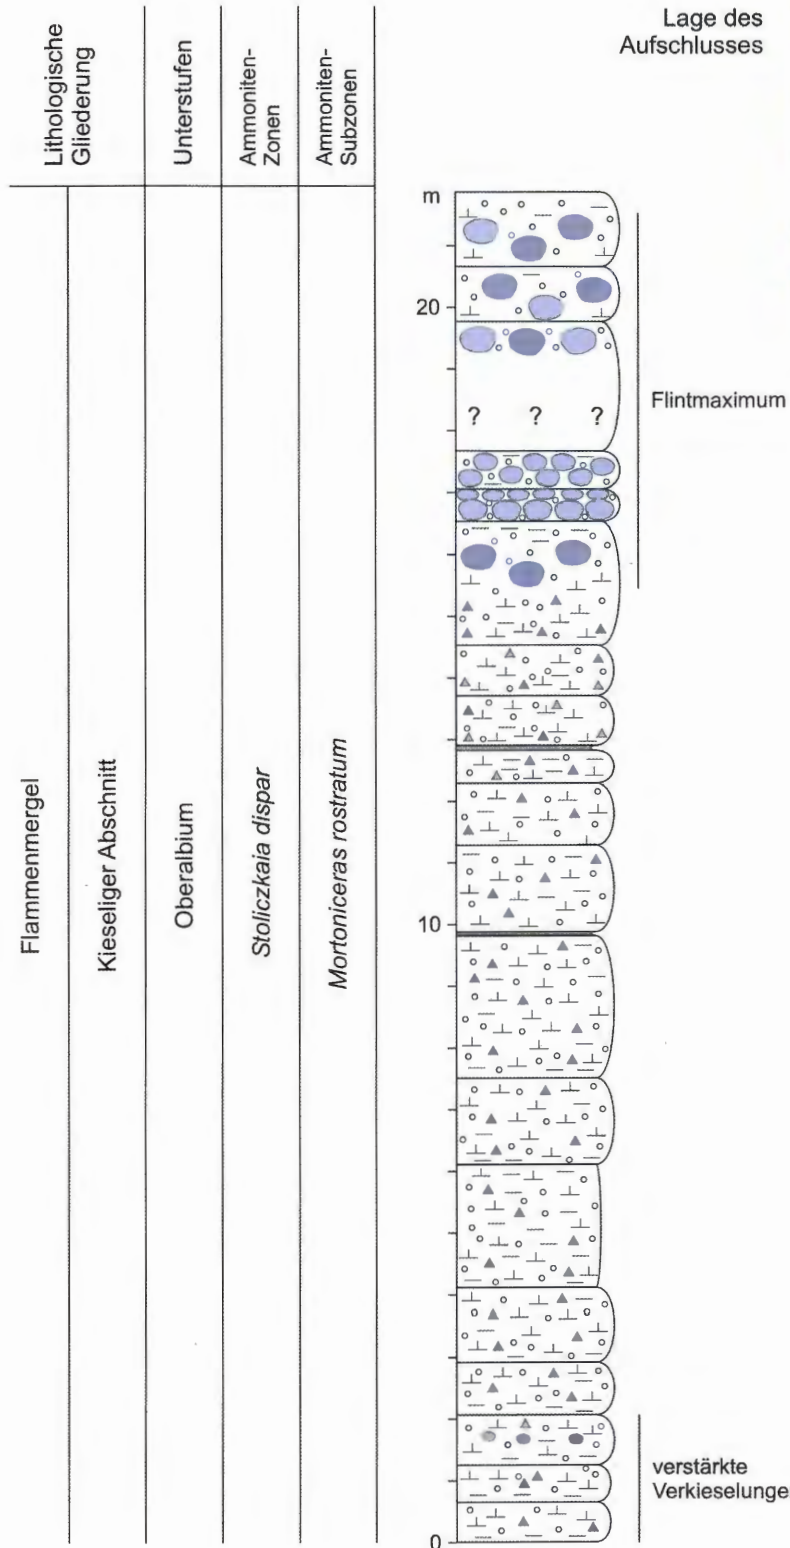 Lage des
Aufschlusses
Lithologische
Gliederung
Unterstufen
Ammoniten-
Zonen
Ammoniten-
Subzonen
Flammenmergel
Kieseliger Abschnitt
Oberalbium
Stoliczkaia dispar
Mortoniceras rostratum
m
20
Flintmaximum
? ? ?
10
verstärkte
Verkieselunge
0